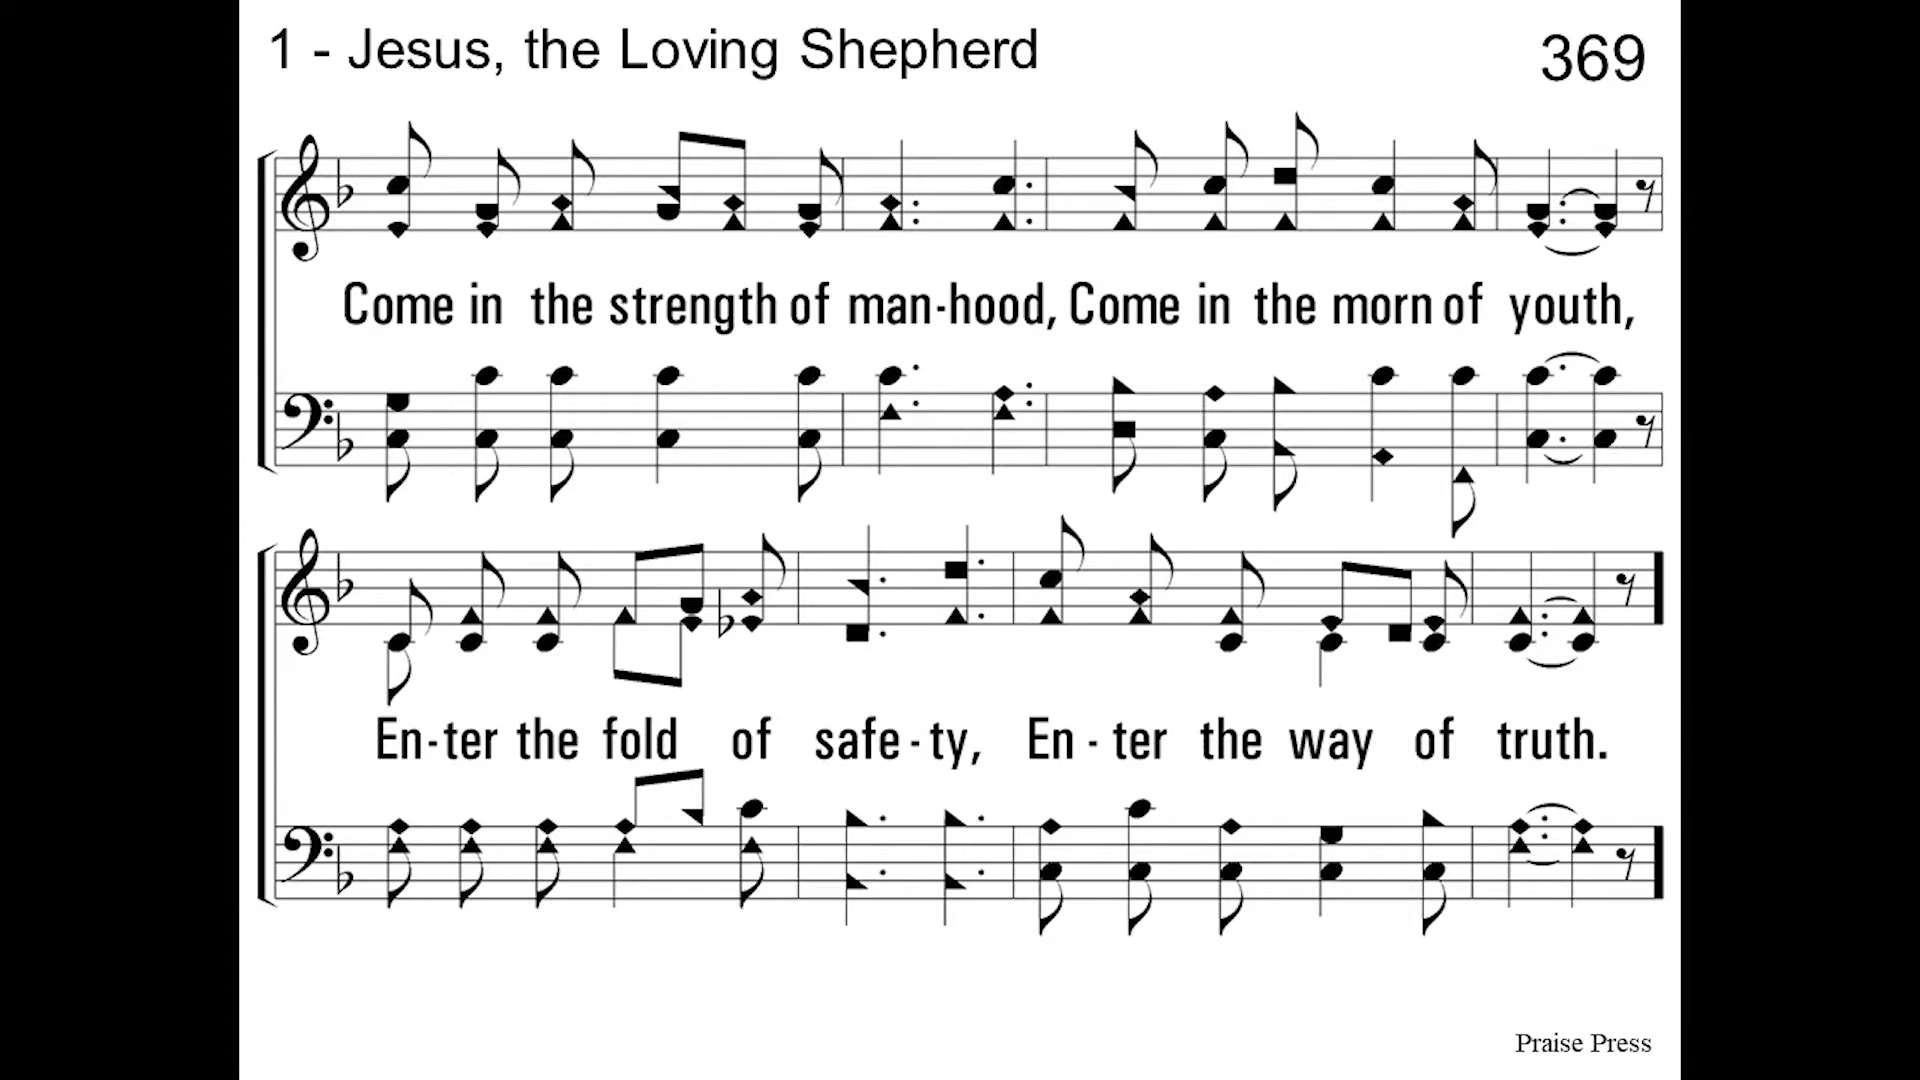 1 - Jesus, the Loving Shepherd
369
Come in the strength of man-hood, Come in the morn of youth,
En-ter the fold of safe-ty, En-ter the way of truth.
Praise Press